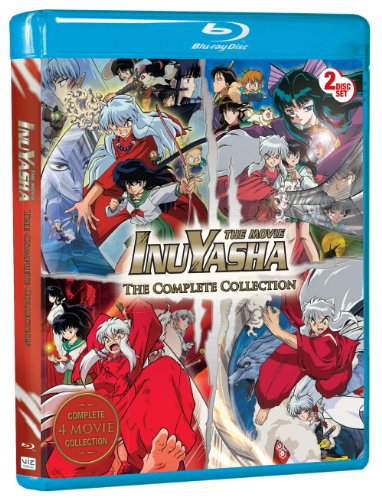 Blu-ray Disc
2 DISC
SET
THE MOVIE
INUYASHA
THE COMPLETE COLLECTION
COMPLETE
4 MOVIE
COLLECTION
THE MOVIE
INUYASHA
THE COMPLETE COLLECTION
VIZ